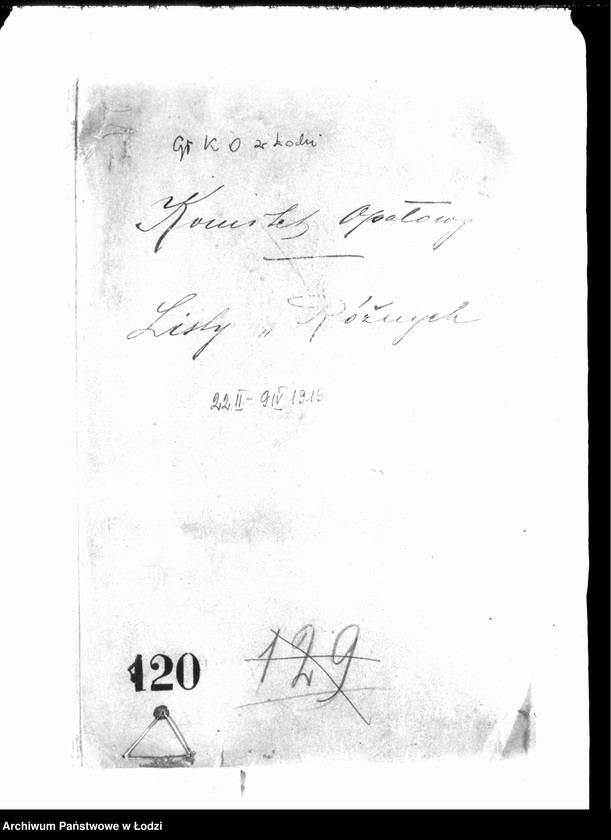 Gł K O w Łodzi
Komitet Opałowy
Listy „ Różnych
22 II - 9 IV 1915
120
129
Archiwum Państwowe w Łodzi